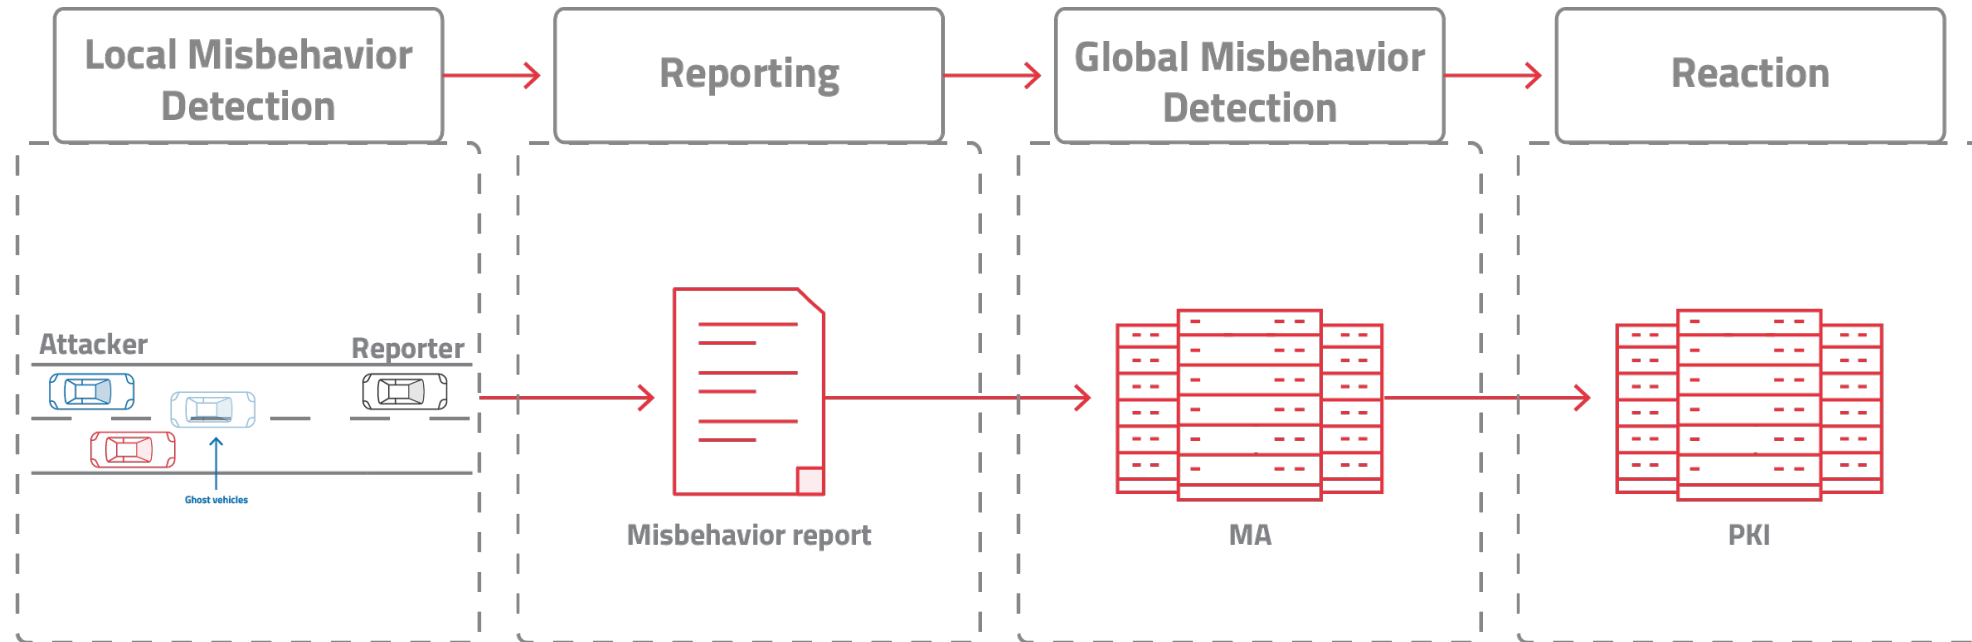 Local Misbehavior
Detection
Reporting
Global Misbehavior
Detection
Reaction
Attacker
Reporter
Ghost vehicles
Misbehavior report
MA
PKI